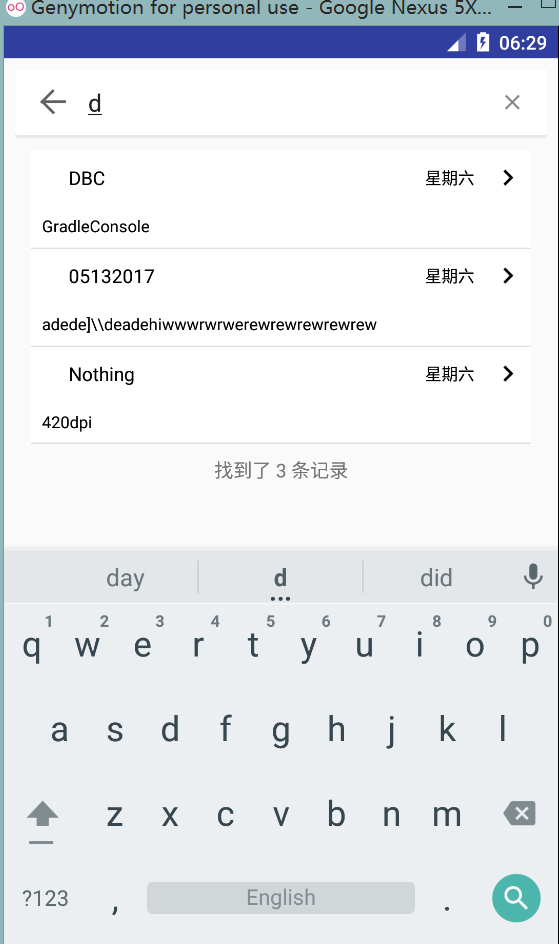 Genymotion for personal use - Google Nexus 5X...
06:29
d
DBC 星期六
GradleConsole
05132017 星期六
adede]\\deadehiwwwrwrwerewrewrewrewrew
Nothing 星期六
420dpi
找到了 3 条记录
day d did
1 2 3 4 5 6 7 8 9 0
q w e r t y u i o p
a s d f g h j k l
z x c v b n m
?123 , English .